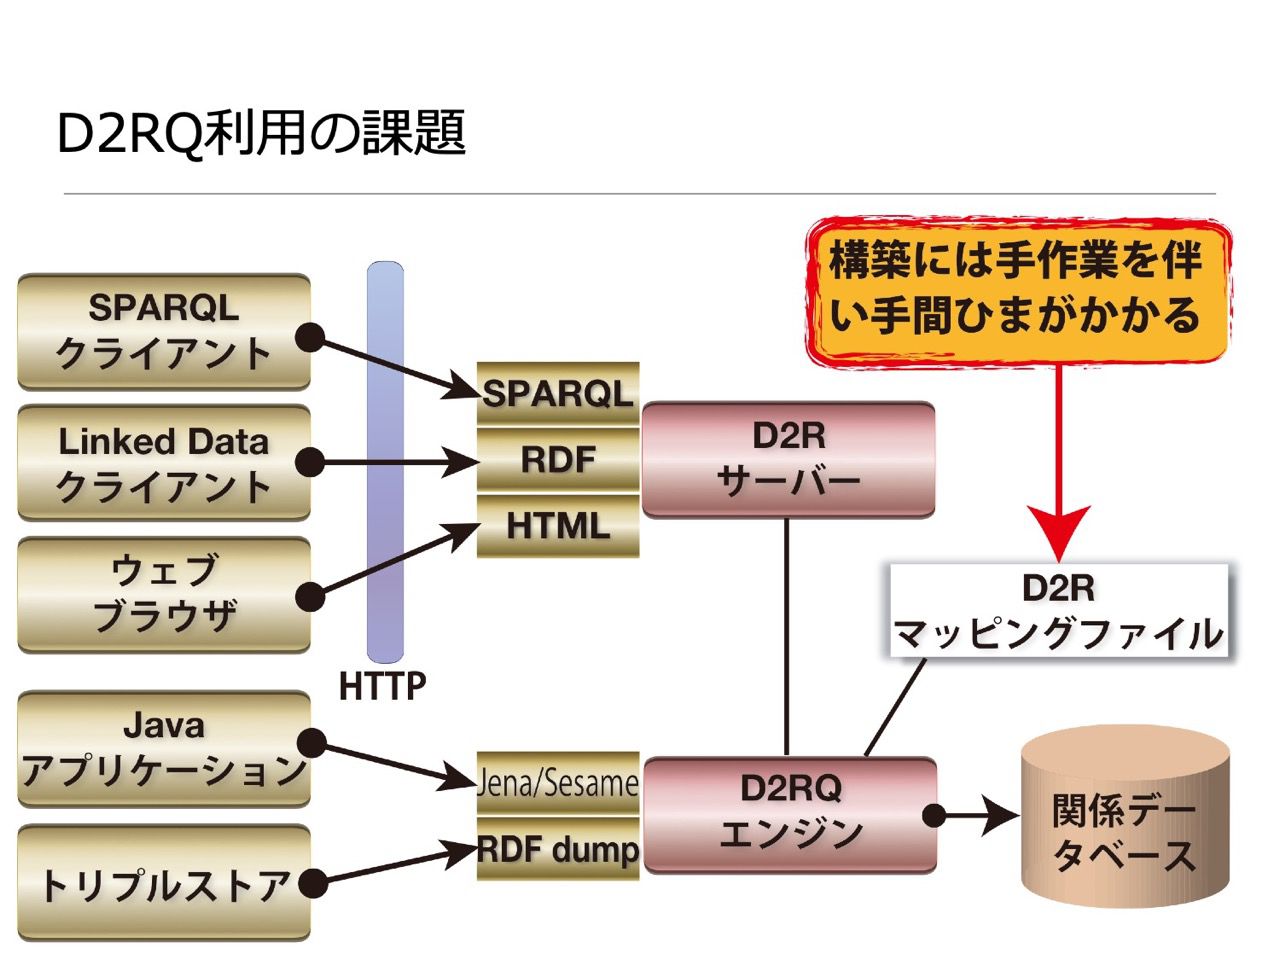 D2RQ利用の課題
構築には手作業を伴
い手間ひまがかかる
SPARQL
クライアント
Linked Data
クライアント
ウェブ
ブラウザ
HTTP
SPARQL
RDF
HTML
D2R
サーバー
D2R
マッピングファイル
Java
アプリケーション
トリプルストア
Jena/Sesame
RDF dump
D2RQ
エンジン
関係デー
タベース